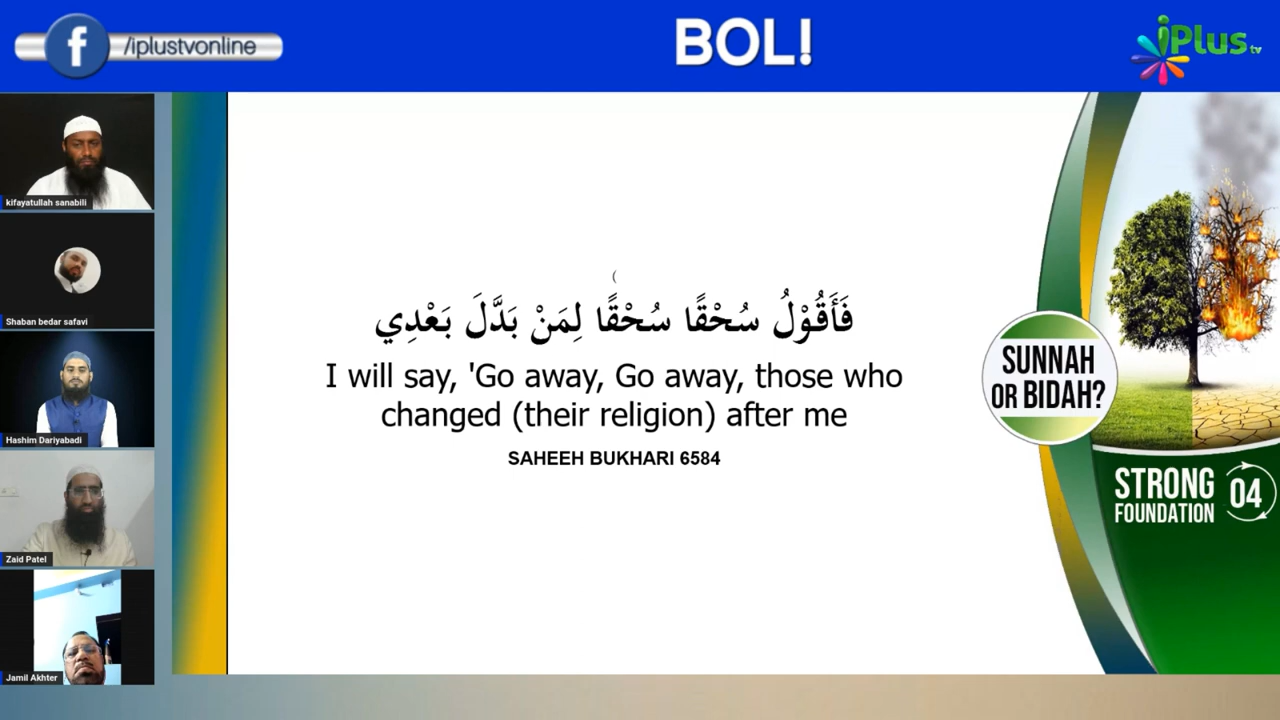 /iplustvonline
BOL!
iPlus tv
kifayatullah sanabili
Shaban bedar safavi
Hashim Dariyabadi
Zaid Patel
Jamil Akhter
فَأَقُوْلُ سُحْقًا سُحْقًا لِمَنْ بَدَّلَ بَعْدِي
I will say, 'Go away, Go away, those who
changed (their religion) after me
SAHEEH BUKHARI 6584
SUNNAH
OR BIDAH?
STRONG
FOUNDATION
04